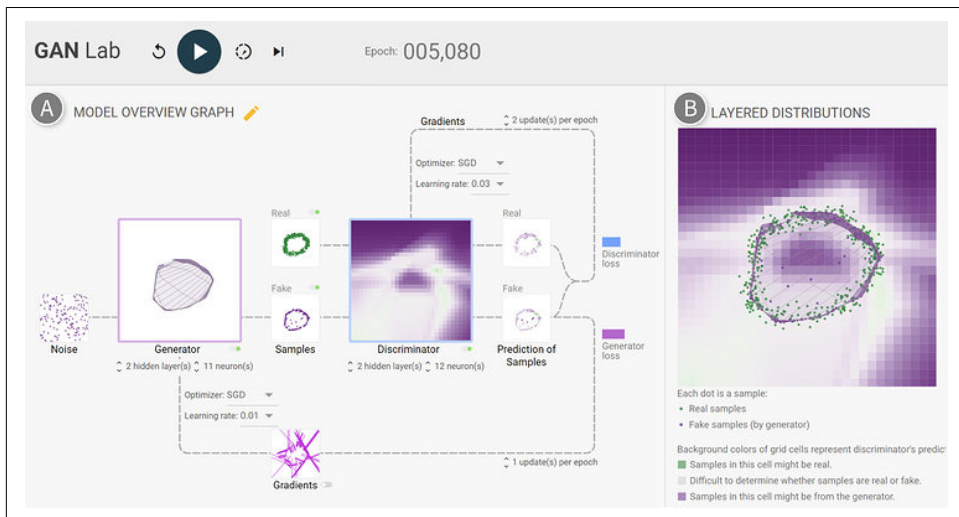 GAN Lab
Epoch: 005,080
A MODEL OVERVIEW GRAPH
Gradients
2 update(s) per epoch
Optimizer: SGD
Learning rate: 0.03
Real
Real
Discriminator
loss
Fake
Fake
Generator
loss
Noise
Generator
Samples
Discriminator
Prediction of
Samples
2 hidden layer(s) 11 neuron(s)
2 hidden layer(s) 12 neuron(s)
Optimizer: SGD
Learning rate: 0.01
1 update(s) per epoch
Gradients
B LAYERED DISTRIBUTIONS
Each dot is a sample:
Real samples
Fake samples (by generator)
Background colors of grid cells represent discriminator's predic
Samples in this cell might be real.
Difficult to determine whether samples are real or fake.
Samples in this cell might be from the generator.